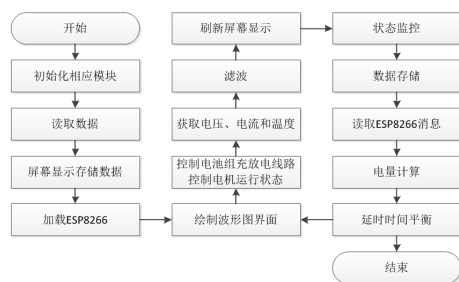 开始
初始化相应模块
读取数据
屏幕显示存储数据
加载ESP8266
绘制波形图界面
控制电池组充放电线路
控制电机运行状态
获取电压、电流和温度
滤波
刷新屏幕显示
状态监控
数据存储
读取ESP8266消息
电量计算
延时时间平衡
结束